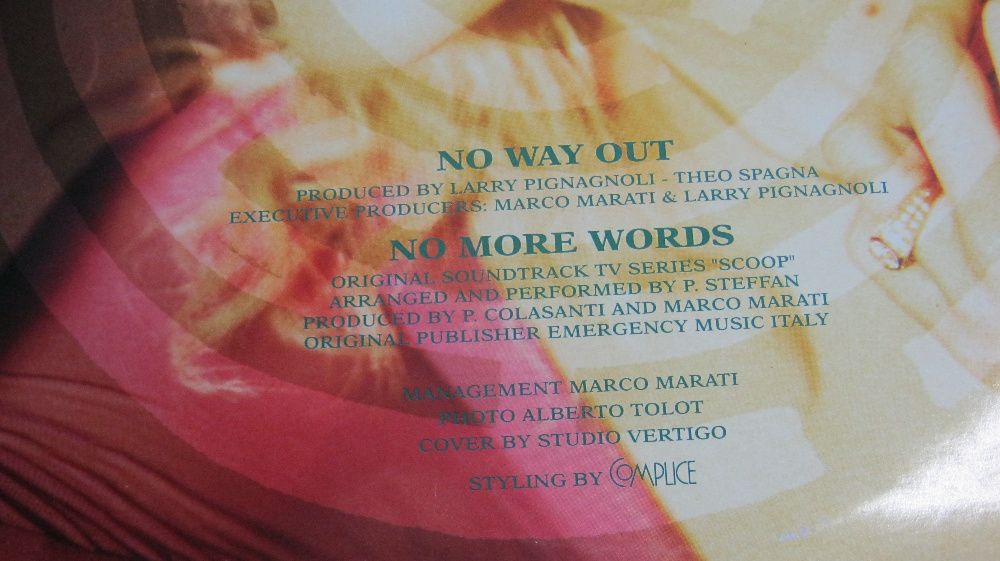 NO WAY OUT
PRODUCED BY LARRY PIGNAGNOLI - THEO SPAGNA
EXECUTIVE PRODUCERS: MARCO MARATI & LARRY PIGNAGNOLI
NO MORE WORDS
ORIGINAL SOUNDTRACK TV SERIES "SCOOP"
ARRANGED AND PERFORMED BY P. STEFFAN
PRODUCED BY P. COLASANTI AND MARCO MARATI
ORIGINAL PUBLISHER EMERGENCY MUSIC ITALY
MANAGEMENT MARCO MARATI
PHOTO ALBERTO TOLOT
COVER BY STUDIO VERTIGO
STYLING BY COMPLICE